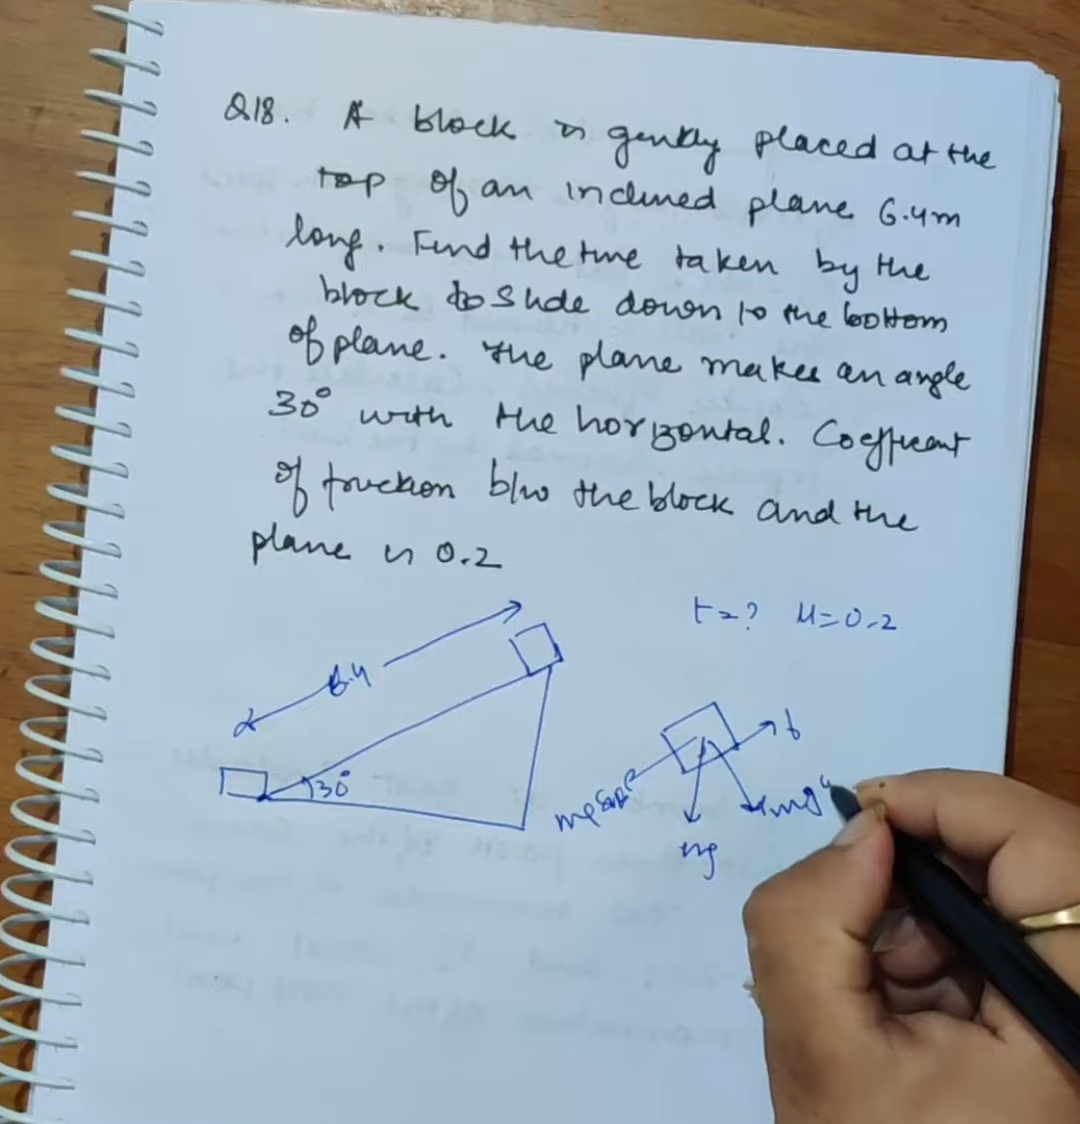 Q18. A block is gently placed at the
top of an inclined plane 6.4m
long. Find the time taken by the
block to slide down to the bottom
of plane. The plane makes an angle
30° with the horizontal. Coefficent
of friction b/w the block and the
plane is 0.2
t=? μ=0.2
6.4
30°
f
mg
mg